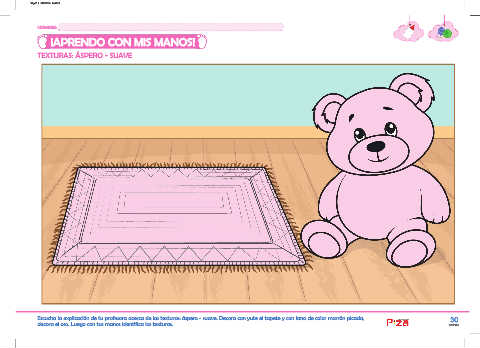 ¡APRENDO CON MIS MANOS!
TEXTURAS: ÁSPERO - SUAVE
Escucha la explicación de tu profesora acerca de las texturas: áspero - suave. Decora con yute el tapete y con lana de color marrón picada,
decora el oso. Luego con tus manos identifica las texturas.
30